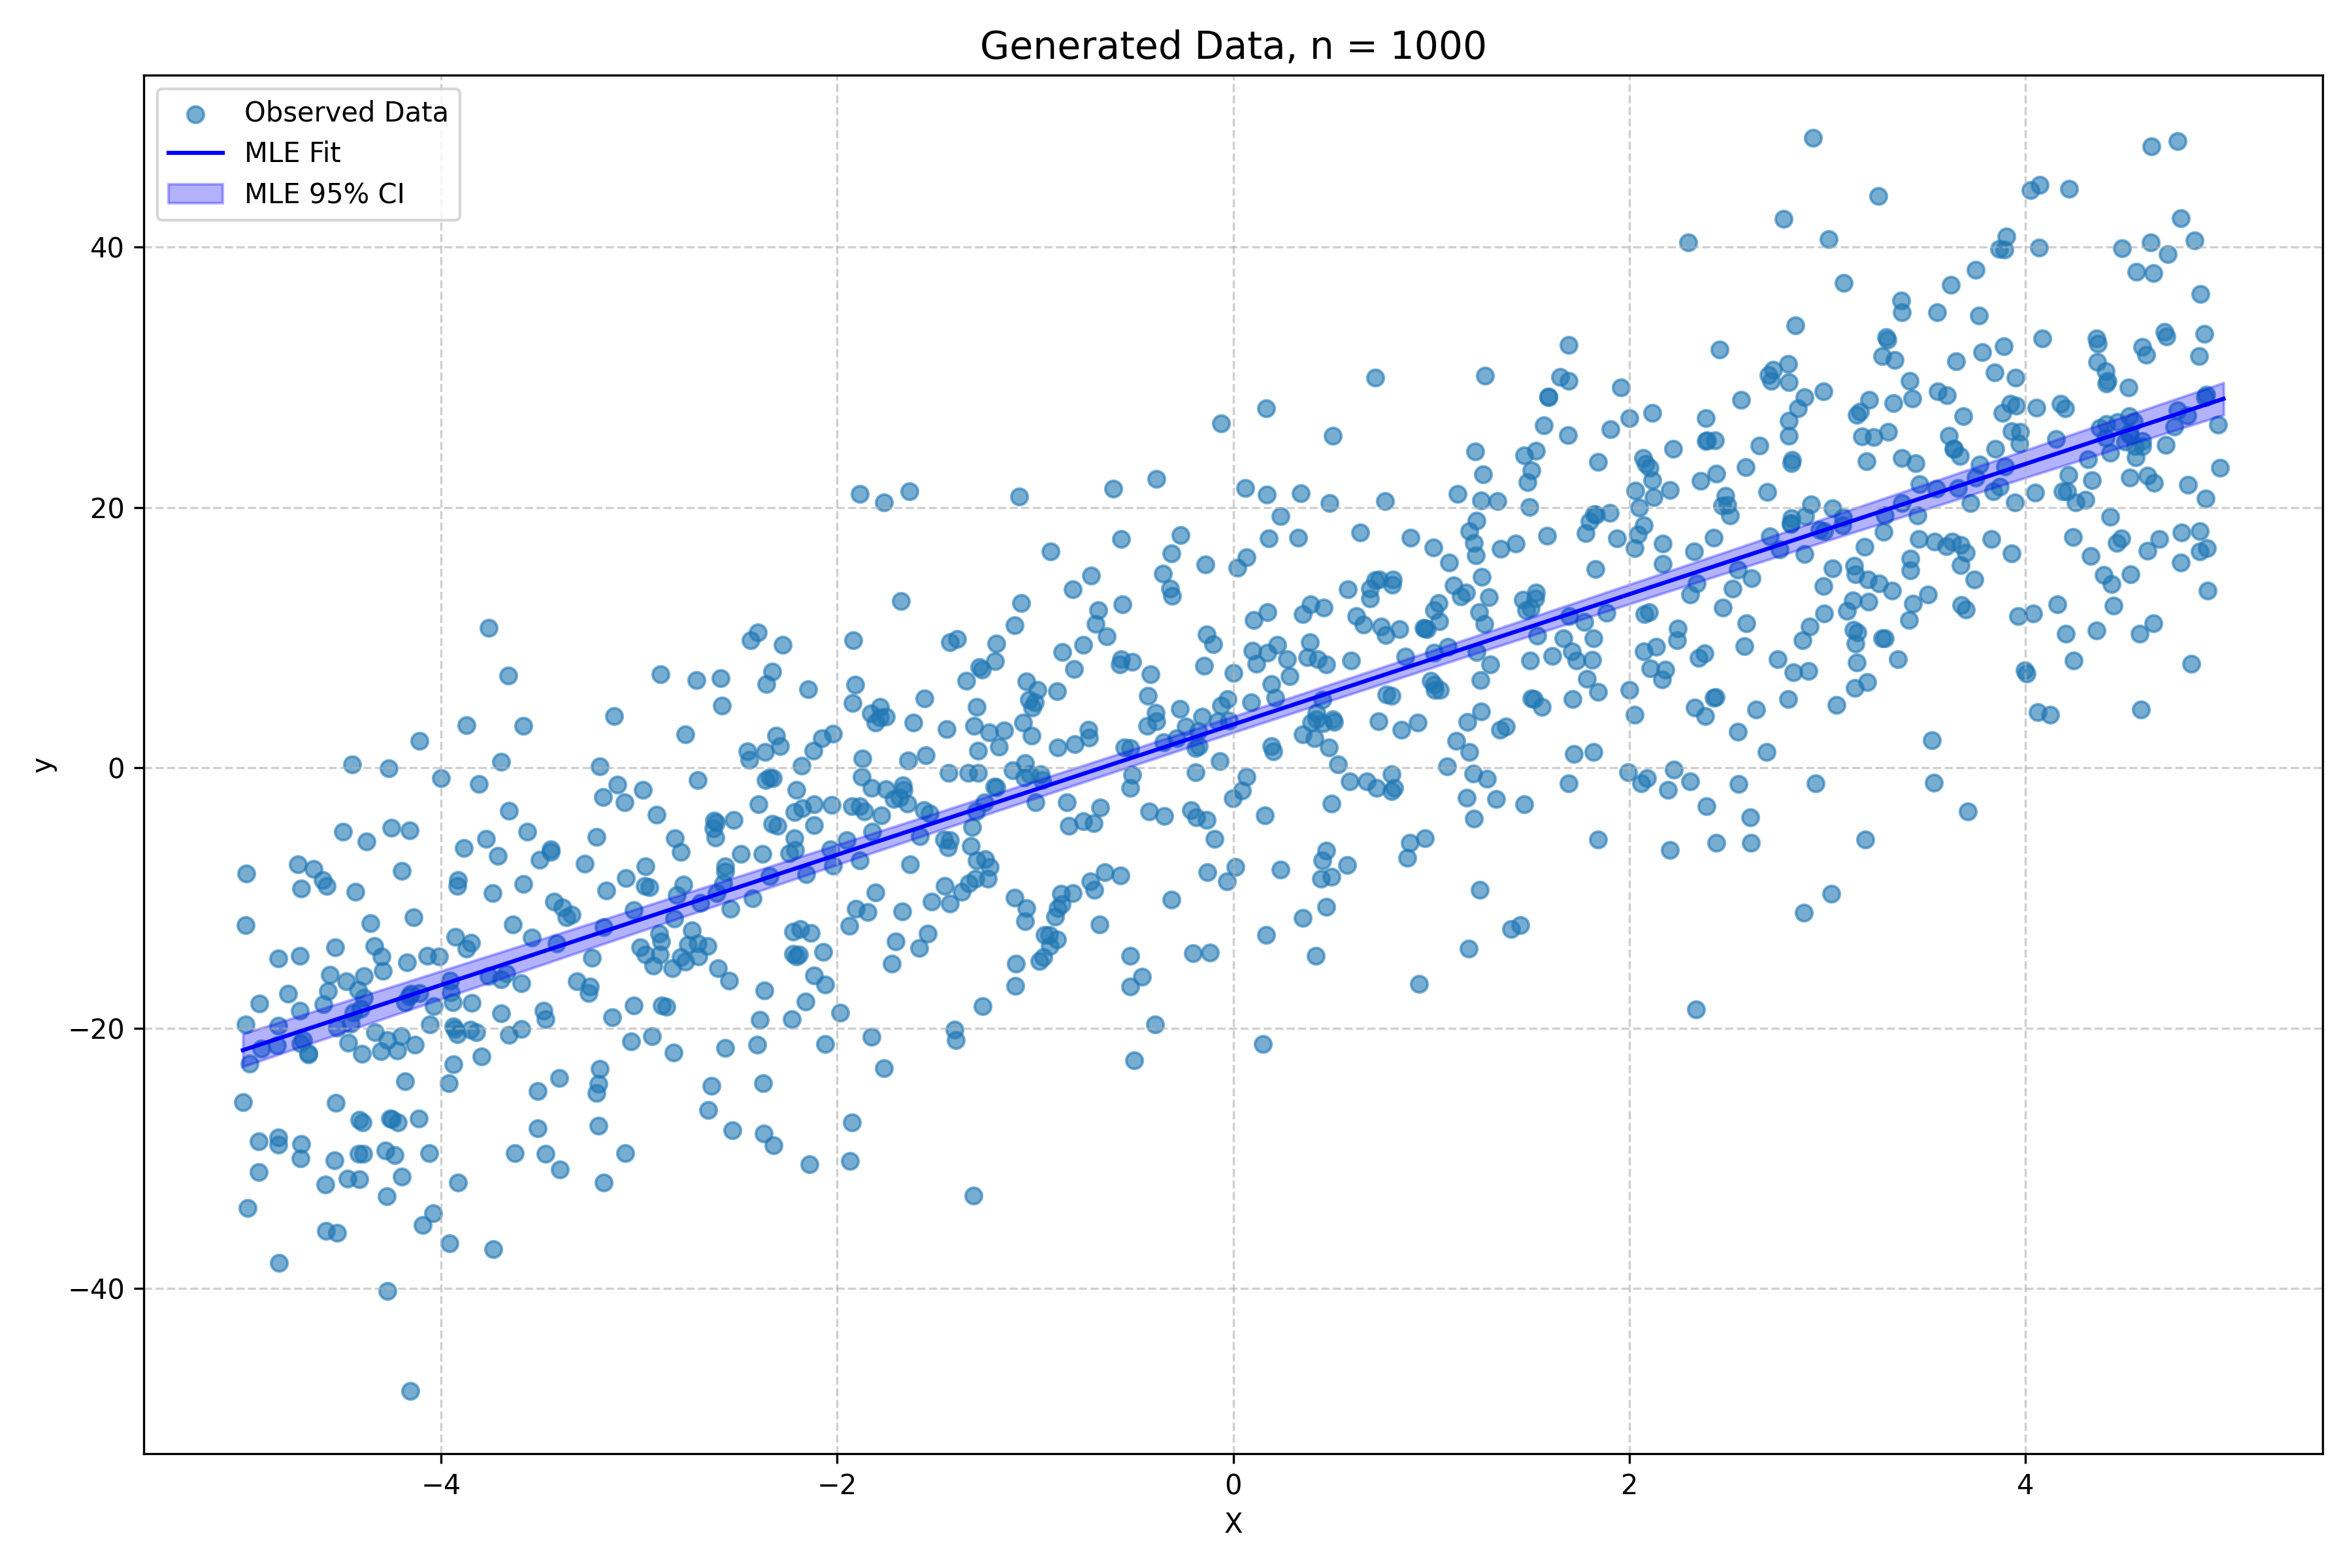 Generated Data, n = 1000
Observed Data
MLE Fit
MLE 95% CI
y
40
20
0
−20
−40
−4
−2
0
2
4
X